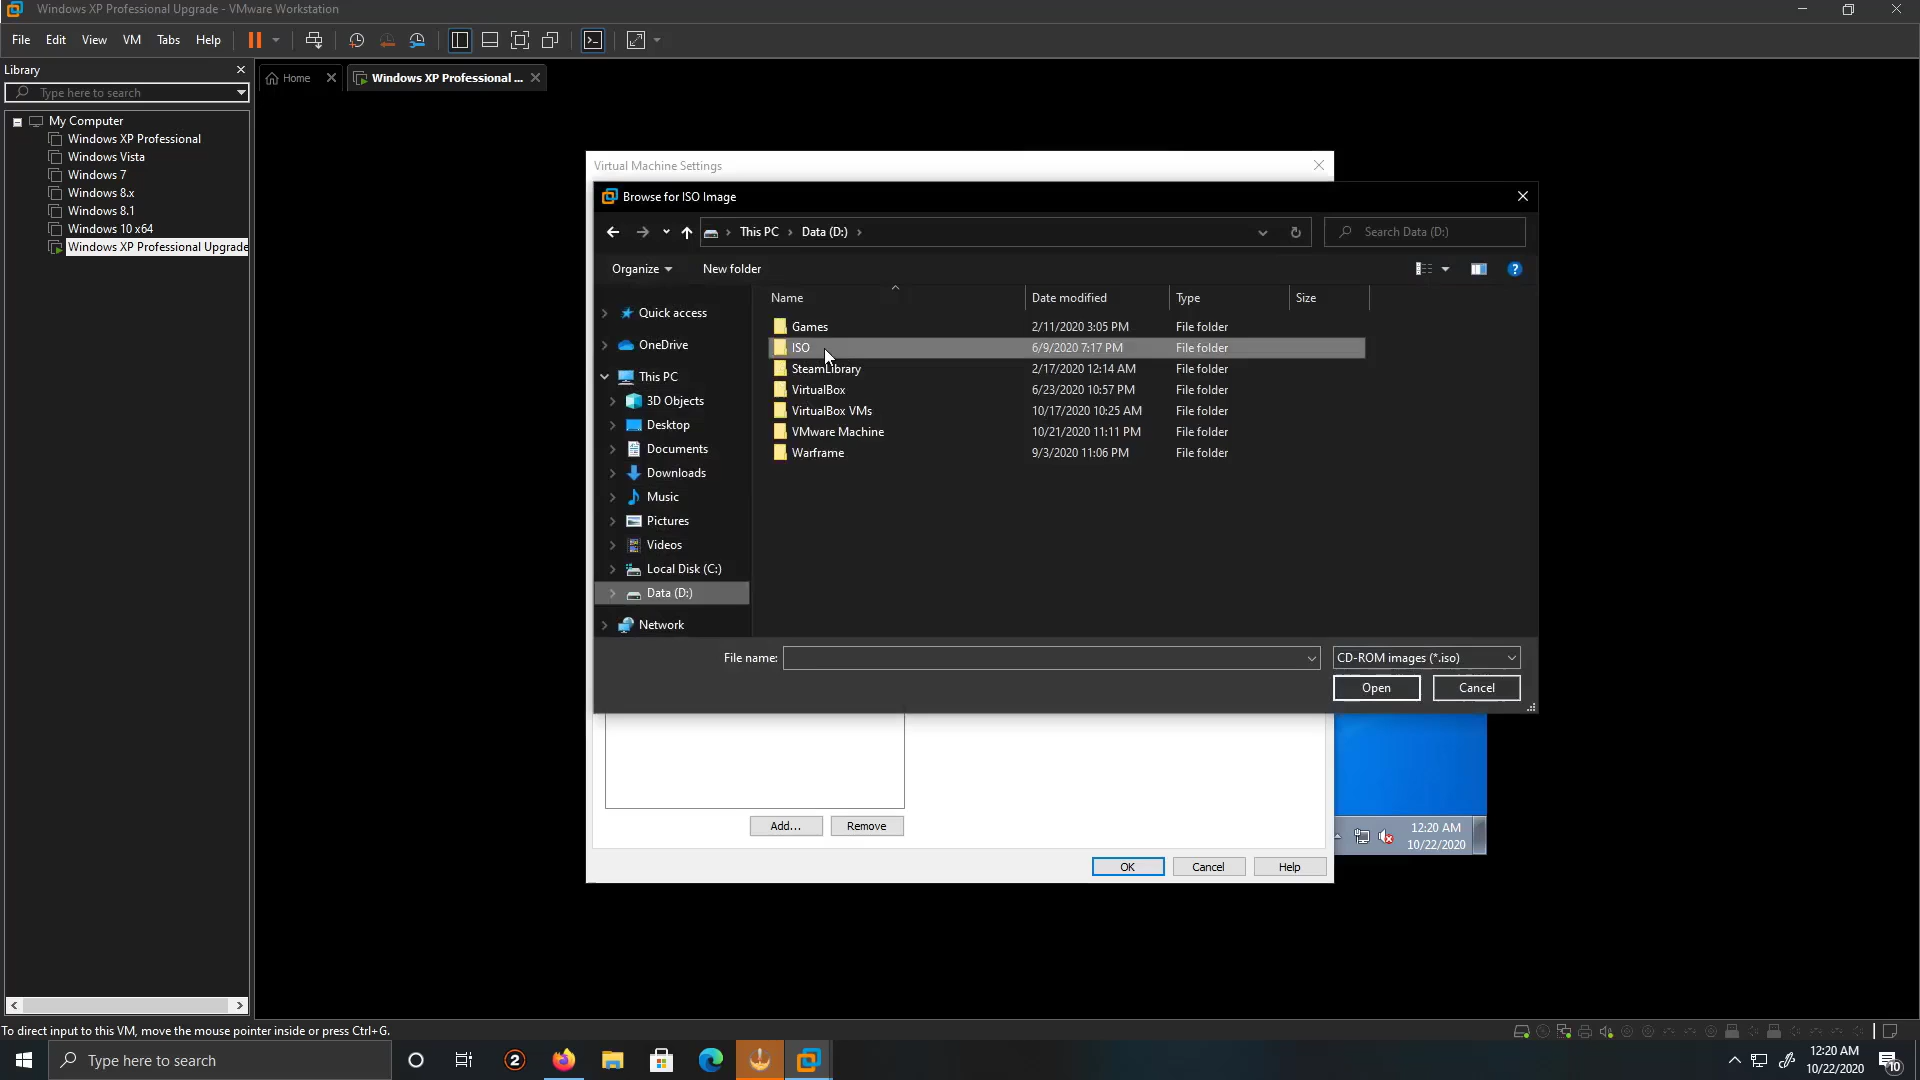 Windows XP Professional Upgrade - VMware Workstation
File Edit View VM Tabs Help
Library
Type here to search
Home
Windows XP Professional ...
My Computer
Windows XP Professional
Windows Vista
Windows 7
Windows 8.x
Windows 8.1
Windows 10 x64
Windows XP Professional Upgrade
Virtual Machine Settings
Browse for ISO Image
This PC
Data (D:)
Search Data (D:)
Organize
New folder
Name Date modified Type Size
Games 2/11/2020 3:05 PM File folder
ISO 6/9/2020 7:17 PM File folder
SteamLibrary 2/17/2020 12:14 AM File folder
VirtualBox 6/23/2020 10:57 PM File folder
VirtualBox VMs 10/17/2020 10:25 AM File folder
VMware Machine 10/21/2020 11:11 PM File folder
Warframe 9/3/2020 11:06 PM File folder
Quick access
OneDrive
This PC
3D Objects
Desktop
Documents
Downloads
Music
Pictures
Videos
Local Disk (C:)
Data (D:)
Network
File name:
CD-ROM images (*.iso)
Open Cancel
Add... Remove
12:20 AM
10/22/2020
OK Cancel Help
To direct input to this VM, move the mouse pointer inside or press Ctrl+G.
Type here to search
2
12:20 AM
10/22/2020
10